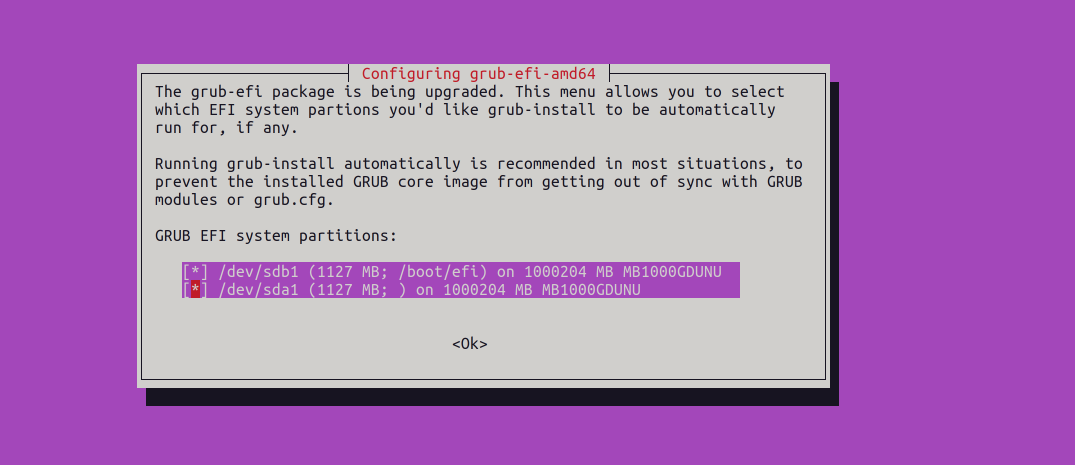 Configuring grub-efi-amd64
The grub-efi package is being upgraded. This menu allows you to select
which EFI system partions you'd like grub-install to be automatically
run for, if any.
Running grub-install automatically is recommended in most situations, to
prevent the installed GRUB core image from getting out of sync with GRUB
modules or grub.cfg.
GRUB EFI system partitions:
[*] /dev/sdb1 (1127 MB; /boot/efi) on 1000204 MB MB1000GDUNU
[*] /dev/sda1 (1127 MB; ) on 1000204 MB MB1000GDUNU
<Ok>